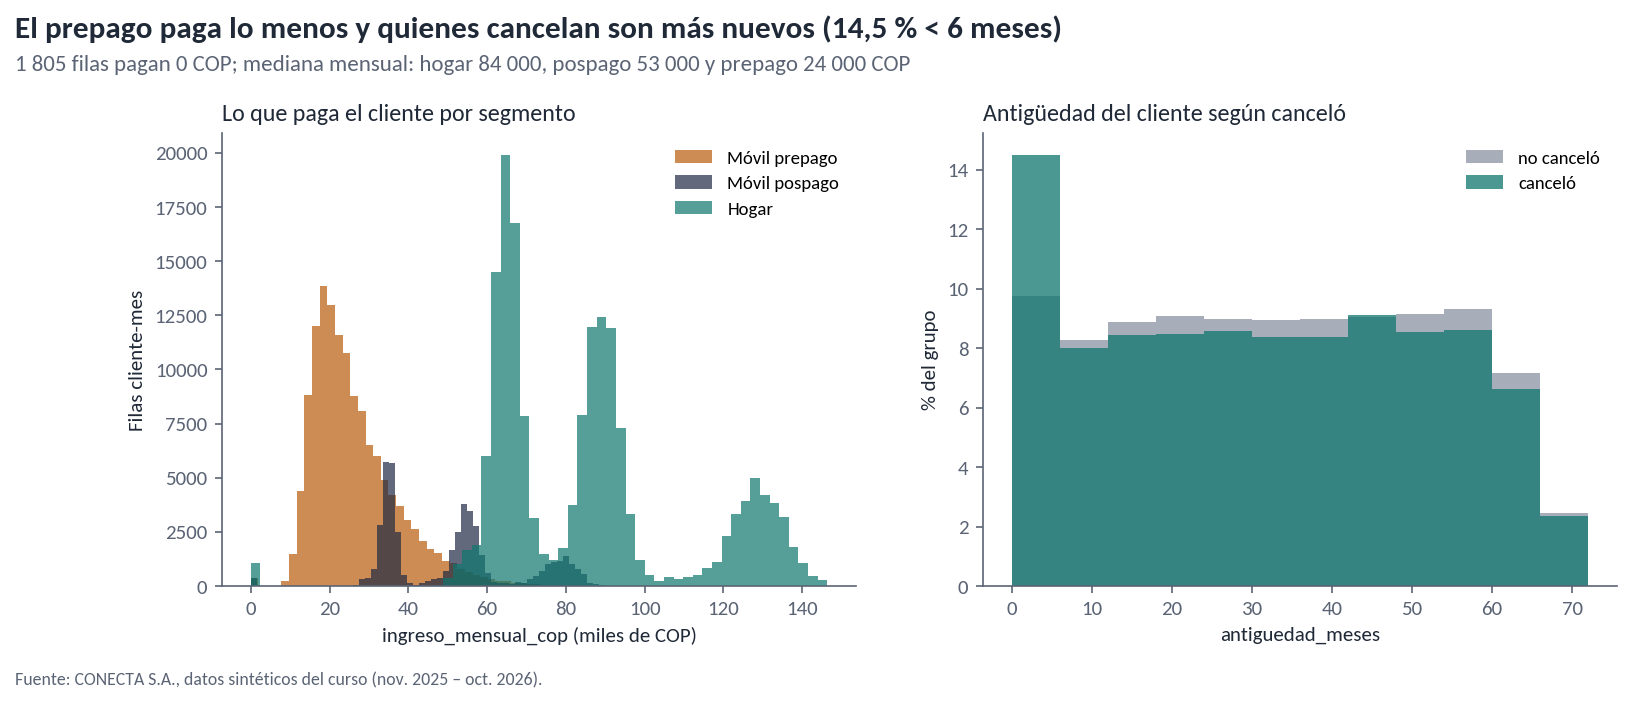 El prepago paga lo menos y quienes cancelan son más nuevos (14,5 % < 6 meses)
1 805 filas pagan 0 COP; mediana mensual: hogar 84 000, pospago 53 000 y prepago 24 000 COP
Lo que paga el cliente por segmento
20000
17500
15000
12500
10000
7500
5000
2500
0
Filas cliente-mes
Móvil prepago
Móvil pospago
Hogar
0 20 40 60 80 100 120 140
ingreso_mensual_cop (miles de COP)
Antigüedad del cliente según canceló
14
12
10
8
6
4
2
0
% del grupo
no canceló
canceló
0 10 20 30 40 50 60 70
antiguedad_meses
Fuente: CONECTA S.A., datos sintéticos del curso (nov. 2025 – oct. 2026).